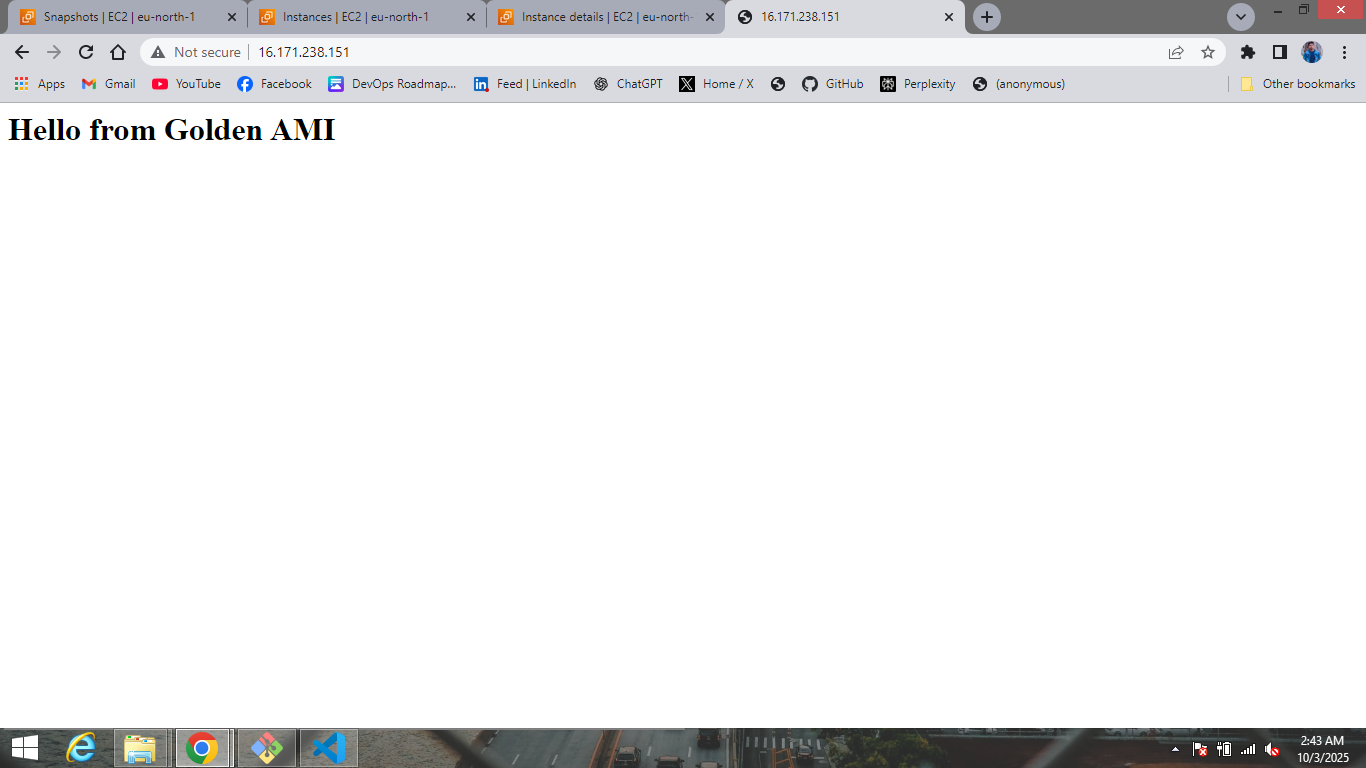 Snapshots | EC2 | eu-north-1
Instances | EC2 | eu-north-1
Instance details | EC2 | eu-north-
16.171.238.151
Not secure
16.171.238.151
Apps
Gmail
YouTube
Facebook
DevOps Roadmap...
Feed | LinkedIn
ChatGPT
Home / X
GitHub
Perplexity
(anonymous)
Other bookmarks
Hello from Golden AMI
2:43 AM
10/3/2025